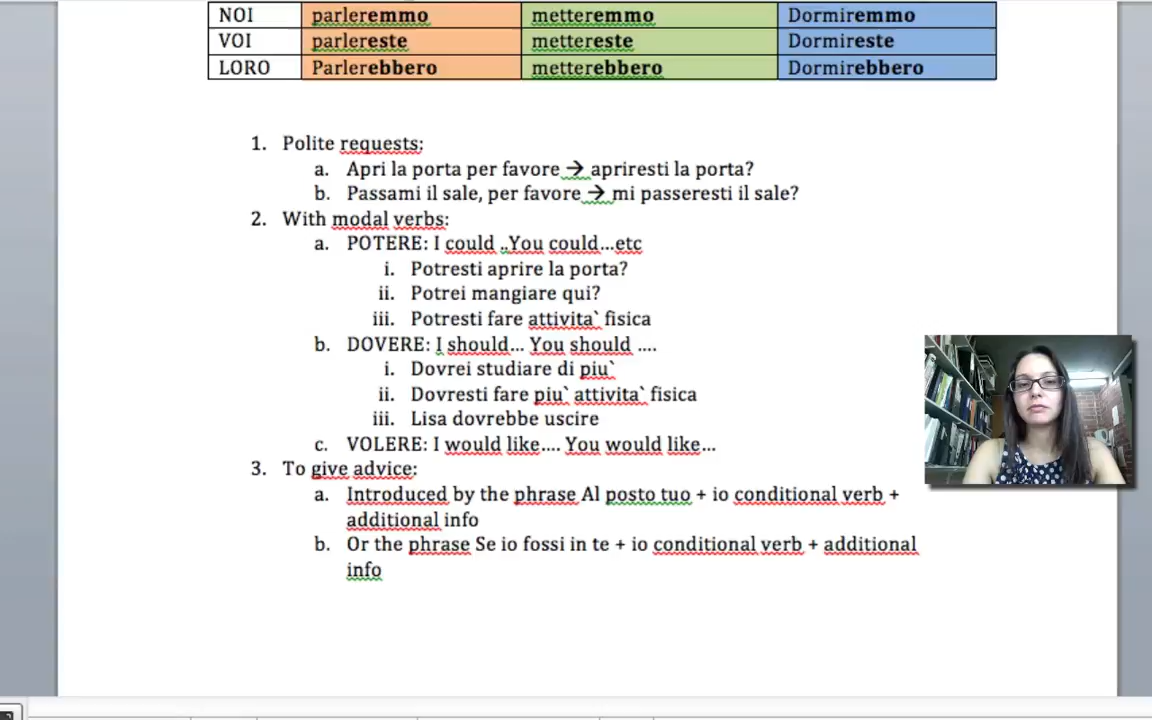 NOI parleremmo metteremmo Dormiremmo
VOI parlereste mettereste Dormireste
LORO Parlerebbero metterebbero Dormirebbero
1. Polite requests:
a. Apri la porta per favore → apriresti la porta?
b. Passami il sale, per favore → mi passeresti il sale?
2. With modal verbs:
a. POTERE: I could ..You could...etc
i. Potresti aprire la porta?
ii. Potrei mangiare qui?
iii. Potresti fare attivita` fisica
b. DOVERE: I should... You should ....
i. Dovrei studiare di piu`
ii. Dovresti fare piu` attivita` fisica
iii. Lisa dovrebbe uscire
c. VOLERE: I would like.... You would like...
3. To give advice:
a. Introduced by the phrase Al posto tuo + io conditional verb +
additional info
b. Or the phrase Se io fossi in te + io conditional verb + additional
info